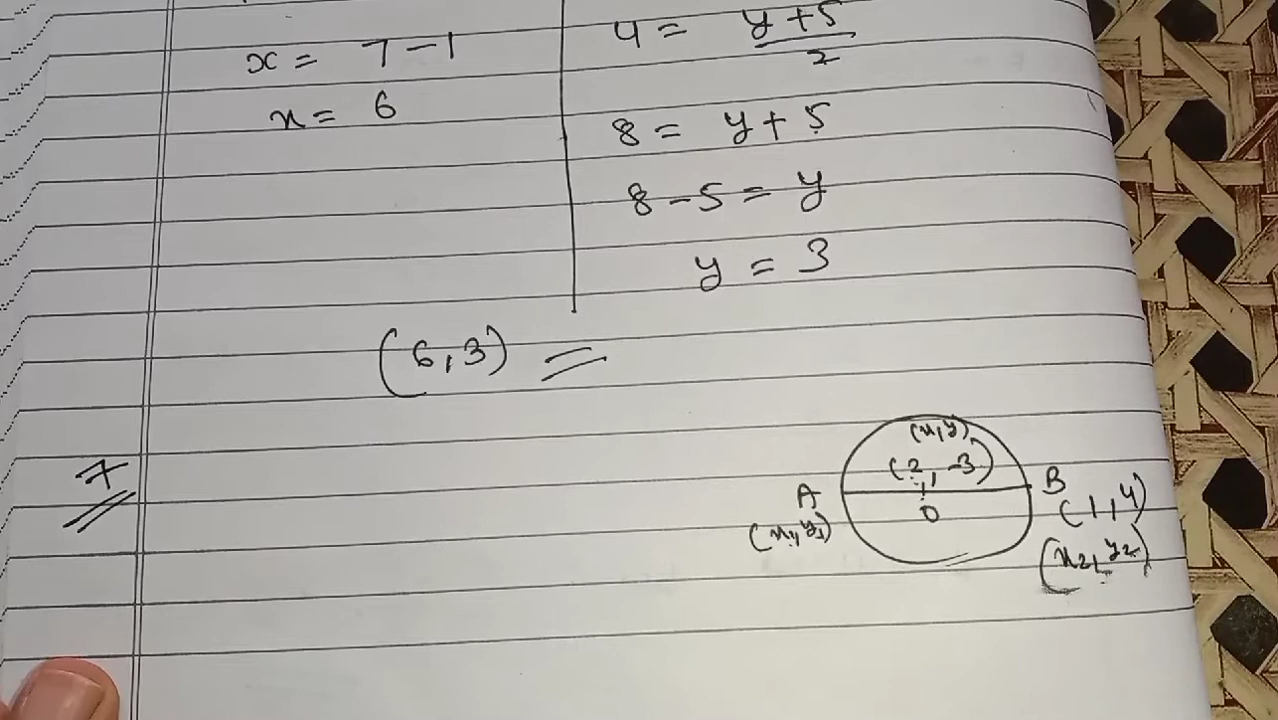 x = 7 - 1
x = 6
4 = y + 5 / 2
8 = y + 5
8 - 5 = y
y = 3
(6, 3) =
7
(x, y)
(2, -3)
A
B
O
(1, 4)
(x1, y1)
(x2, y2)